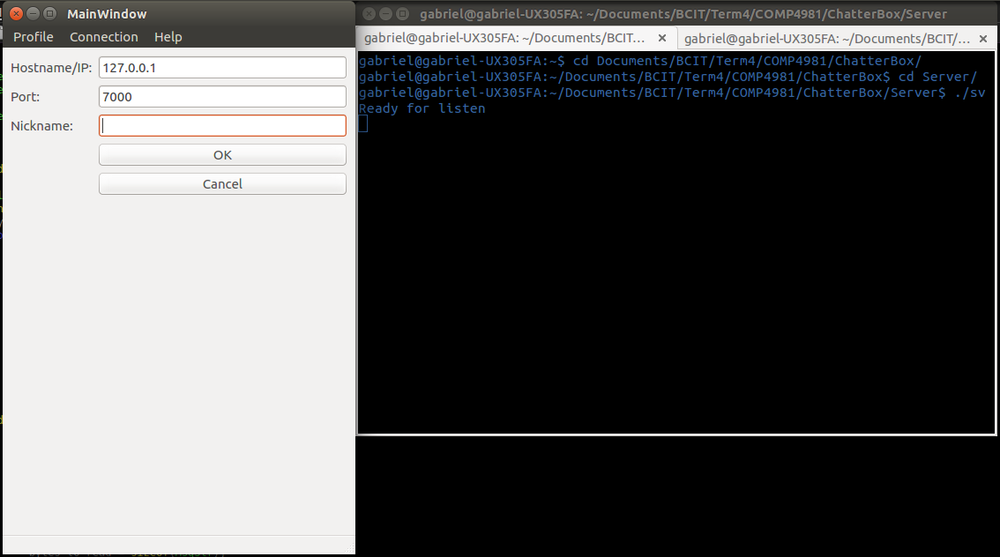 MainWindow
Profile Connection Help
Hostname/IP: 127.0.0.1
Port: 7000
Nickname:
OK
Cancel
gabriel@gabriel-UX305FA: ~/Documents/BCIT/Term4/COMP4981/ChatterBox/Server
gabriel@gabriel-UX305FA: ~/Documents/BCIT... × gabriel@gabriel-UX305FA: ~/Documents/BCIT/... ×
gabriel@gabriel-UX305FA:~$ cd Documents/BCIT/Term4/COMP4981/ChatterBox/
gabriel@gabriel-UX305FA:~/Documents/BCIT/Term4/COMP4981/ChatterBox$ cd Server/
gabriel@gabriel-UX305FA:~/Documents/BCIT/Term4/COMP4981/ChatterBox/Server$ ./sv
Ready for listen